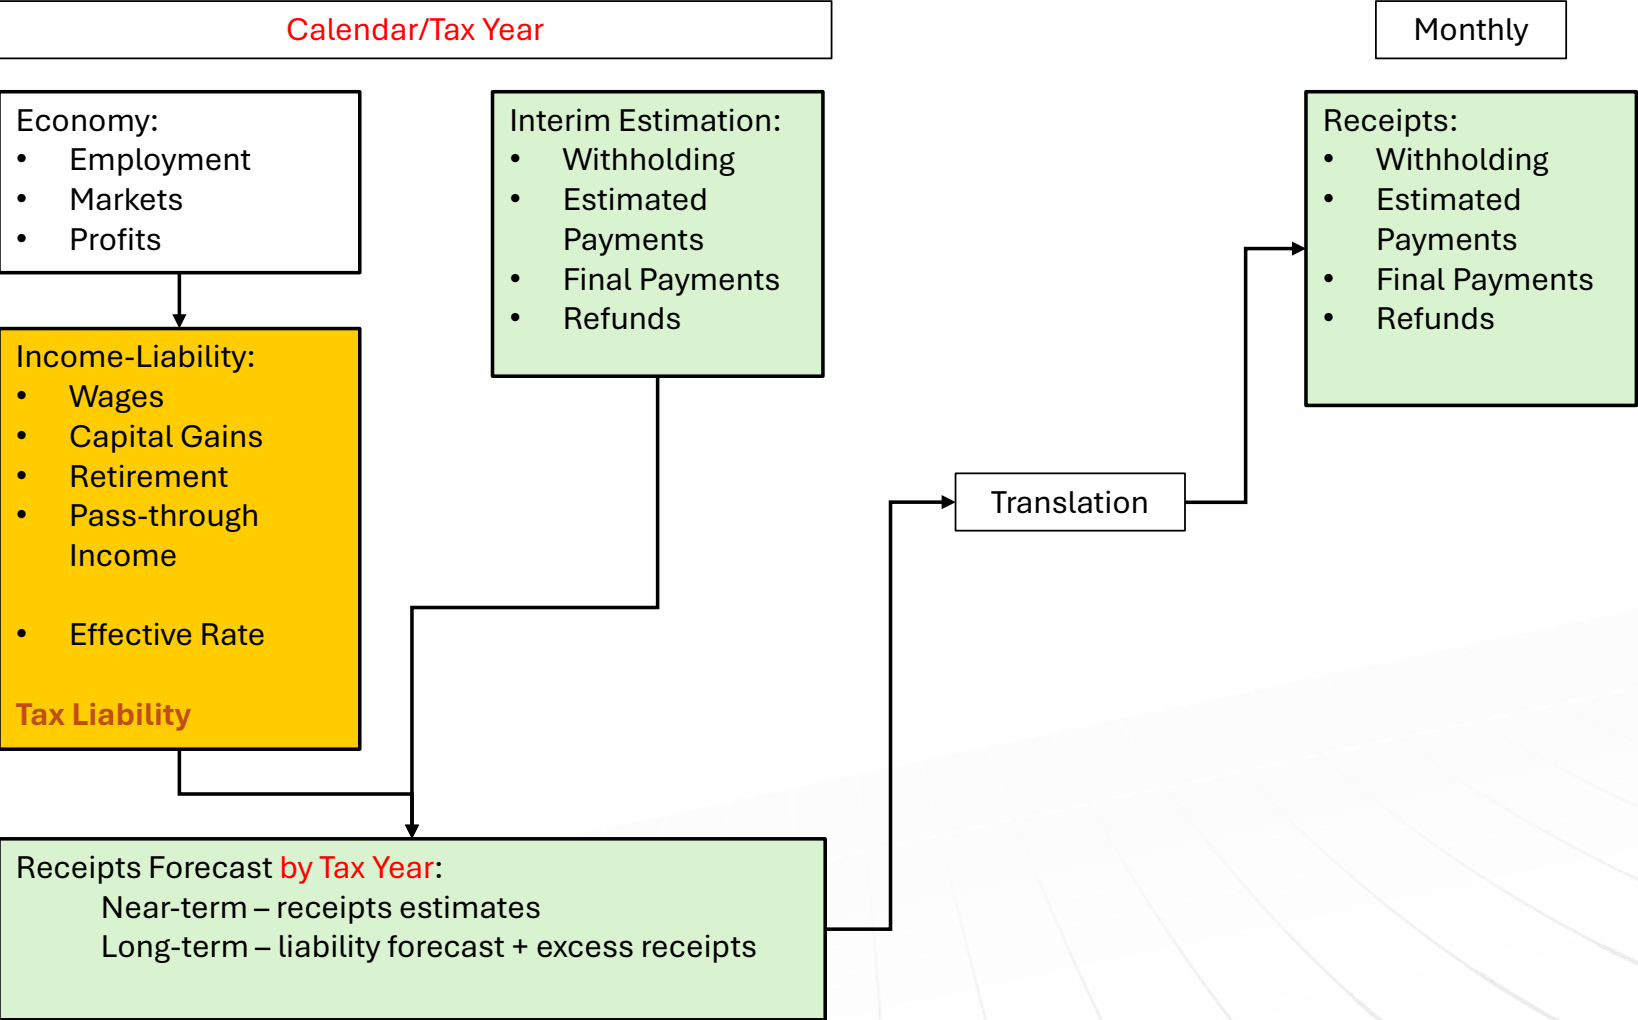 Calendar/Tax Year
Monthly
Economy:
• Employment
• Markets
• Profits
Interim Estimation:
• Withholding
• Estimated
Payments
• Final Payments
• Refunds
Receipts:
• Withholding
• Estimated
Payments
• Final Payments
• Refunds
Income-Liability:
• Wages
• Capital Gains
• Retirement
• Pass-through
Income
• Effective Rate
Tax Liability
Translation
Receipts Forecast by Tax Year:
Near-term – receipts estimates
Long-term – liability forecast + excess receipts